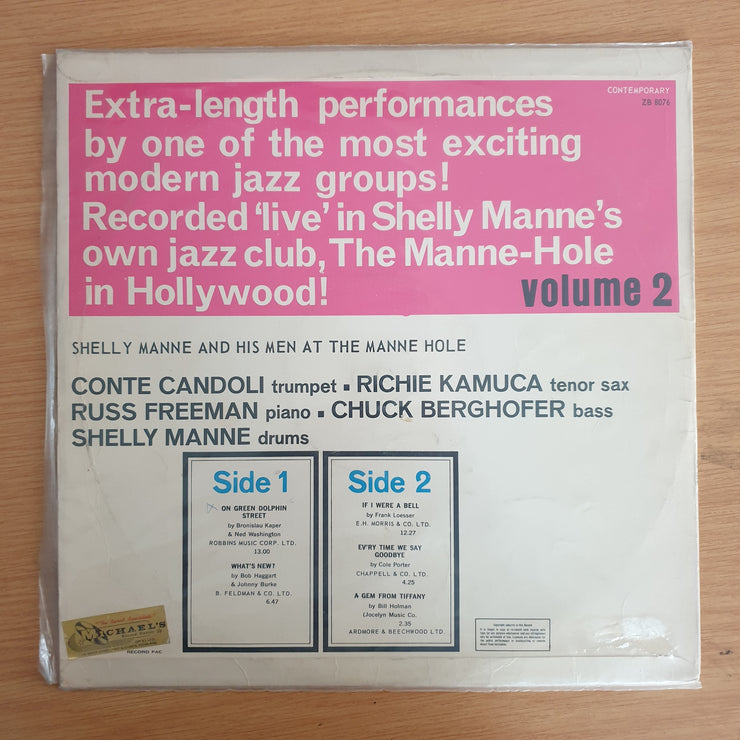 CONTEMPORARY
ZB 8076
Extra-length performances
by one of the most exciting
modern jazz groups!
Recorded ‘live’ in Shelly Manne’s
own jazz club, The Manne-Hole
in Hollywood!
volume 2
SHELLY MANNE AND HIS MEN AT THE MANNE HOLE
CONTE CANDOLI trumpet ▪ RICHIE KAMUCA tenor sax
RUSS FREEMAN piano ▪ CHUCK BERGHOFER bass
SHELLY MANNE drums
Side 1
ON GREEN DOLPHIN
STREET
by Bronislau Kaper
& Ned Washington
ROBBINS MUSIC CORP. LTD.
13.00
WHAT'S NEW?
by Bob Haggart
& Johnny Burke
B. FELDMAN & CO. LTD.
6.47
Side 2
IF I WERE A BELL
by Frank Loesser
E.H. MORRIS & CO. LTD.
12.27
EV'RY TIME WE SAY
GOODBYE
by Cole Porter
CHAPPELL & CO. LTD.
4.25
A GEM FROM TIFFANY
by Bill Holman
(Jocelyn Music Co.
2.35
ARDMORE & BEECHWOOD LTD.
MICHAEL'S
RECORD PAC